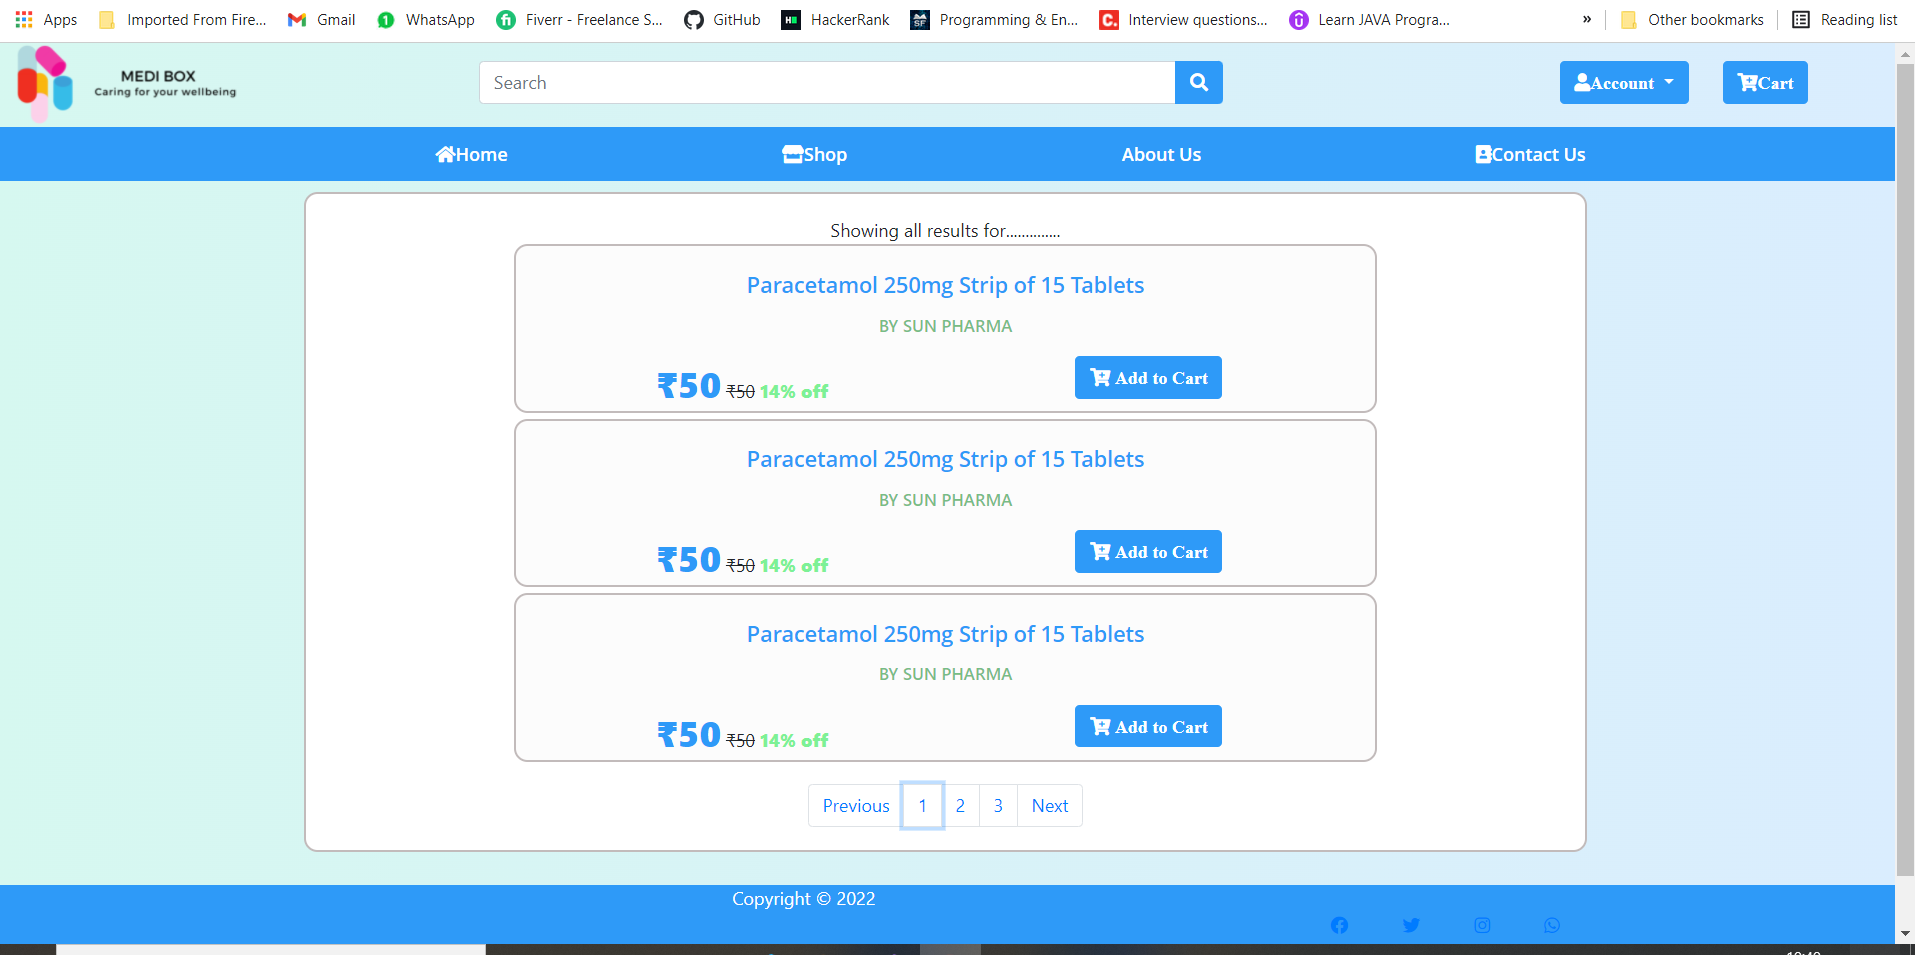 Apps Imported From Fire... Gmail WhatsApp Fiverr - Freelance S... GitHub HackerRank Programming & En... Interview questions... Learn JAVA Progra... » Other bookmarks Reading list
MEDI BOX
Caring for your wellbeing
Search
Account
Cart
Home Shop About Us Contact Us
Showing all results for..............
Paracetamol 250mg Strip of 15 Tablets
BY SUN PHARMA
₹50 ₹50 14% off Add to Cart
Paracetamol 250mg Strip of 15 Tablets
BY SUN PHARMA
₹50 ₹50 14% off Add to Cart
Paracetamol 250mg Strip of 15 Tablets
BY SUN PHARMA
₹50 ₹50 14% off Add to Cart
Previous 1 2 3 Next
Copyright © 2022